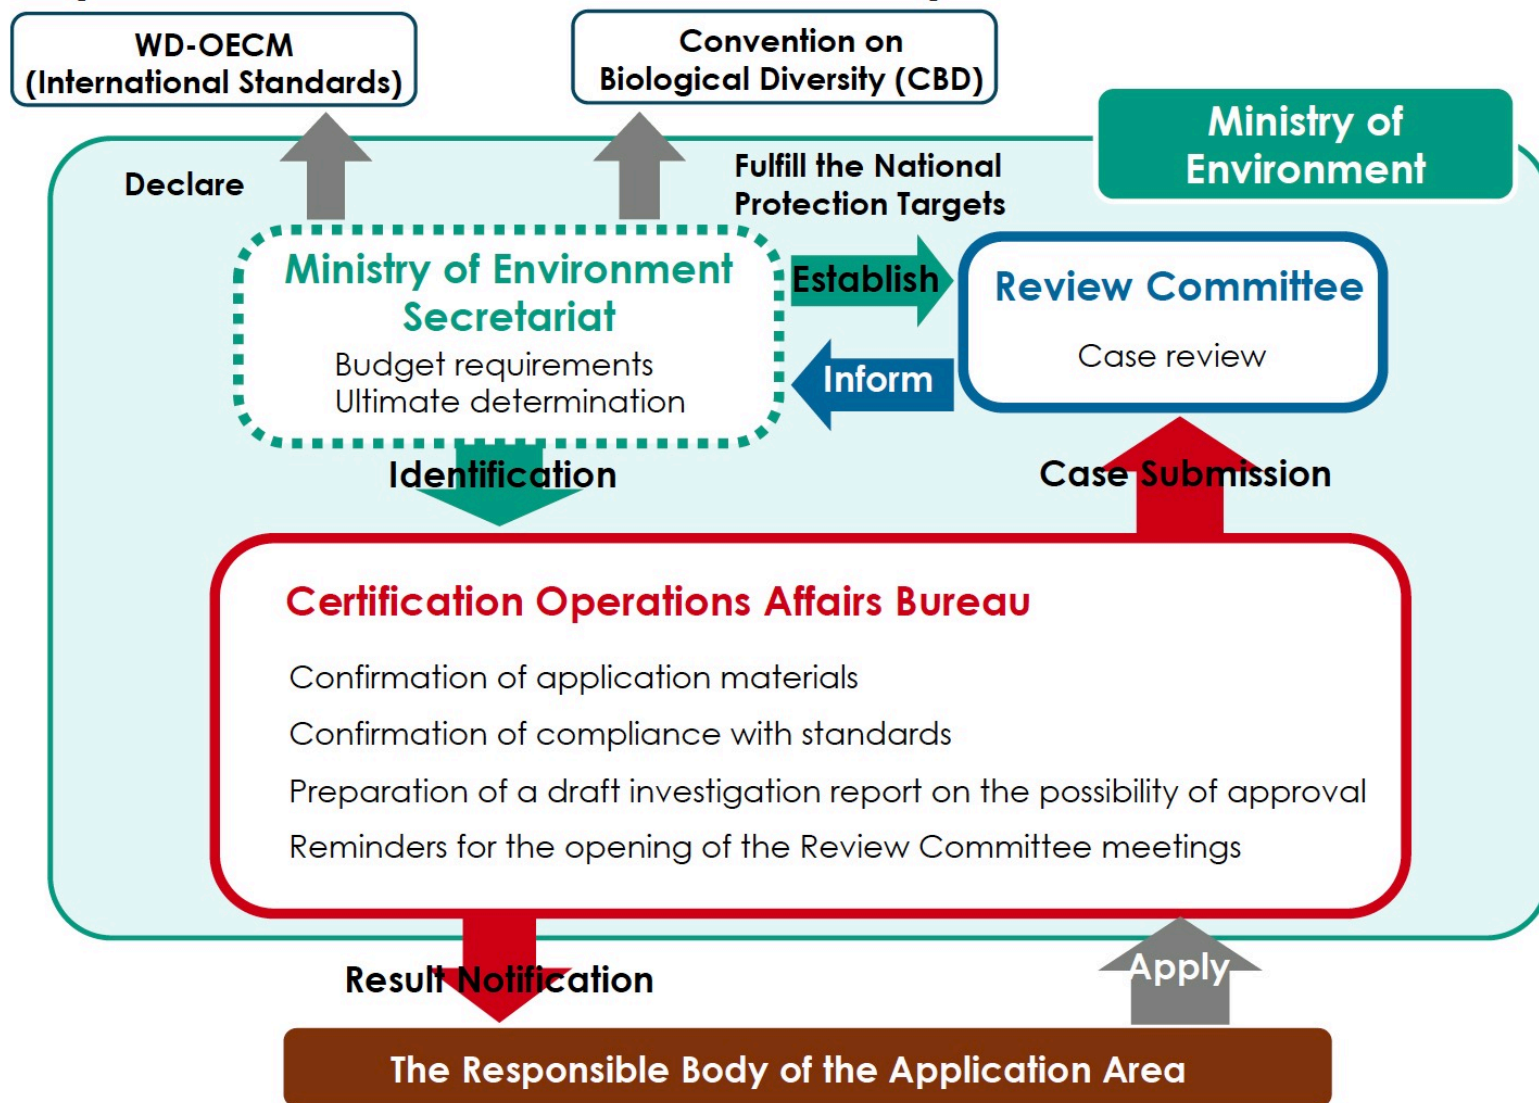 WD-OECM
(International Standards)
Convention on
Biological Diversity (CBD)
Ministry of
Environment
Declare
Fulfill the National
Protection Targets
Ministry of Environment
Secretariat
Budget requirements
Ultimate determination
Establish
Inform
Review Committee
Case review
Identification
Case Submission
Certification Operations Affairs Bureau
Confirmation of application materials
Confirmation of compliance with standards
Preparation of a draft investigation report on the possibility of approval
Reminders for the opening of the Review Committee meetings
Result Notification
Apply
The Responsible Body of the Application Area